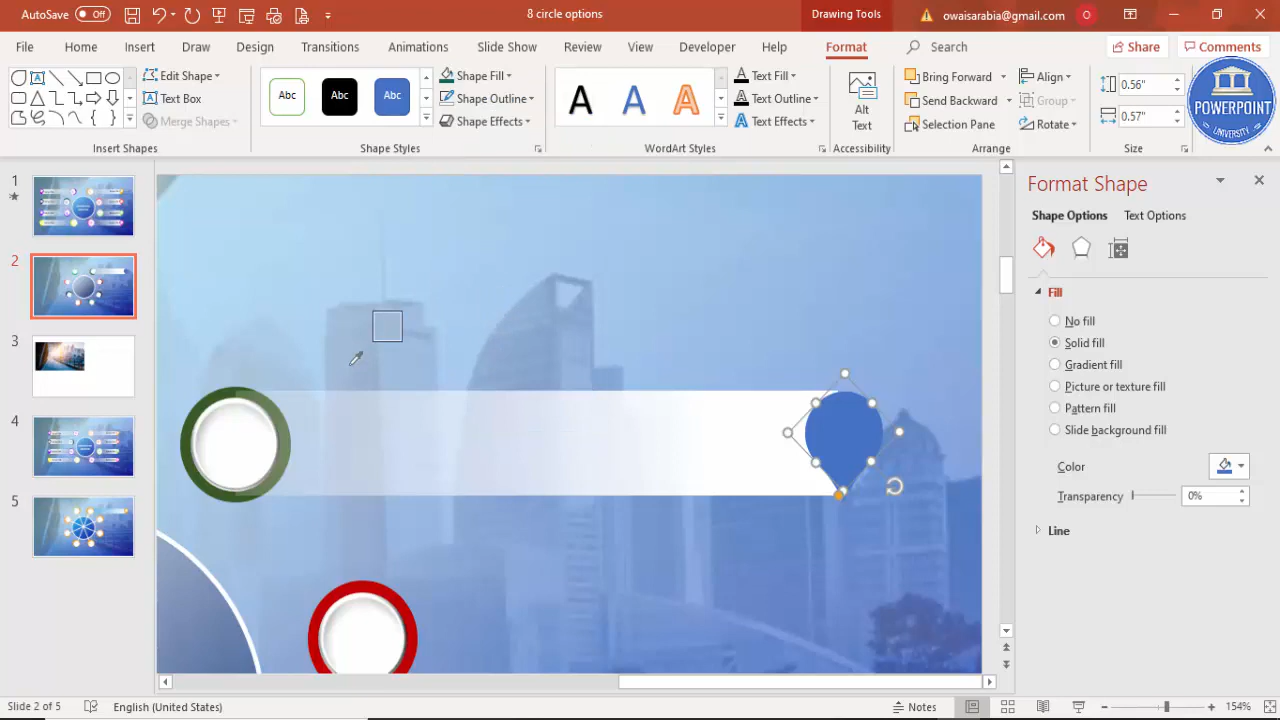 AutoSave Off
8 circle options
Drawing Tools
owaisarabia@gmail.com O
File Home Insert Draw Design Transitions Animations Slide Show Review View Developer Help Format Search Share Comments
Edit Shape
Text Box
Merge Shapes
Insert Shapes
Abc Abc Abc
Shape Fill
Shape Outline
Shape Effects
Shape Styles
A A A
Text Fill
Text Outline
Text Effects
WordArt Styles
Alt
Text
Accessibility
Bring Forward
Send Backward
Selection Pane
Align
Group
Rotate
Arrange
0.56"
0.57"
Size
POWERPOINT
UNIVERSITY
1
2
3
4
5
Format Shape
Shape Options Text Options
Fill
No fill
Solid fill
Gradient fill
Picture or texture fill
Pattern fill
Slide background fill
Color
Transparency 0%
Line
Slide 2 of 5 English (United States) Notes 154%